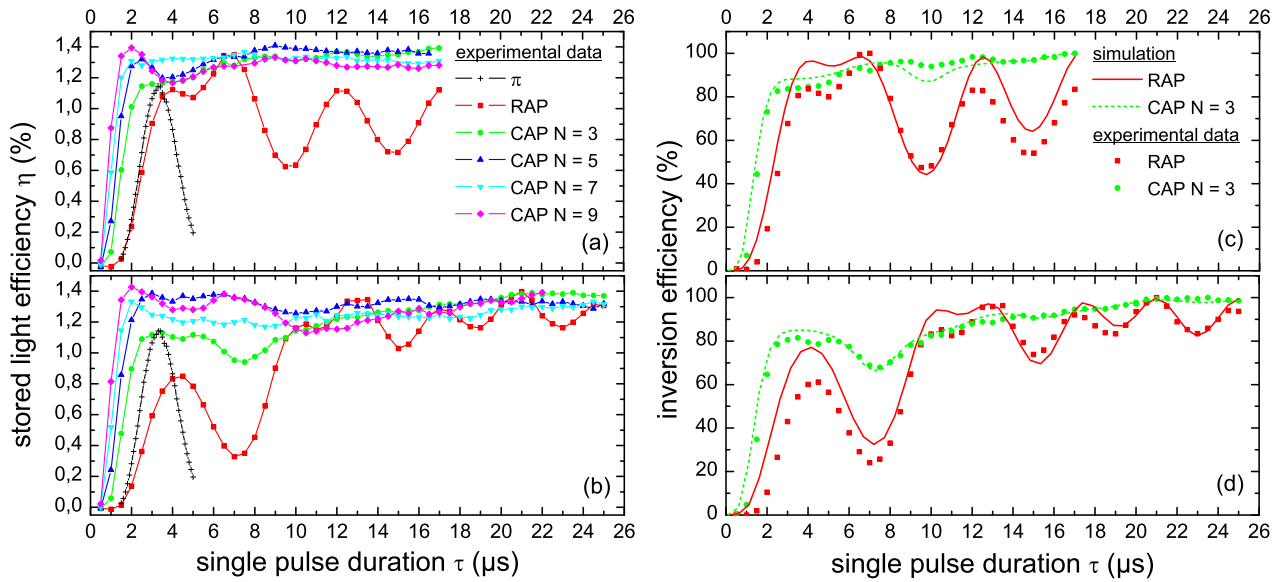 0 2 4 6 8 10 12 14 16 18 20 22 24 26
1,4
1,2
1,0
0,8
0,6
0,4
0,2
0,0
experimental data
π
RAP
CAP N = 3
CAP N = 5
CAP N = 7
CAP N = 9
(a)
1,4
1,2
1,0
0,8
0,6
0,4
0,2
0,0
(b)
0 2 4 6 8 10 12 14 16 18 20 22 24 26
stored light efficiency η (%)
single pulse duration τ (µs)
0 2 4 6 8 10 12 14 16 18 20 22 24 26
100
80
60
40
20
0
simulation
RAP
CAP N = 3
experimental data
RAP
CAP N = 3
(c)
100
80
60
40
20
0
(d)
0 2 4 6 8 10 12 14 16 18 20 22 24 26
inversion efficiency (%)
single pulse duration τ (µs)